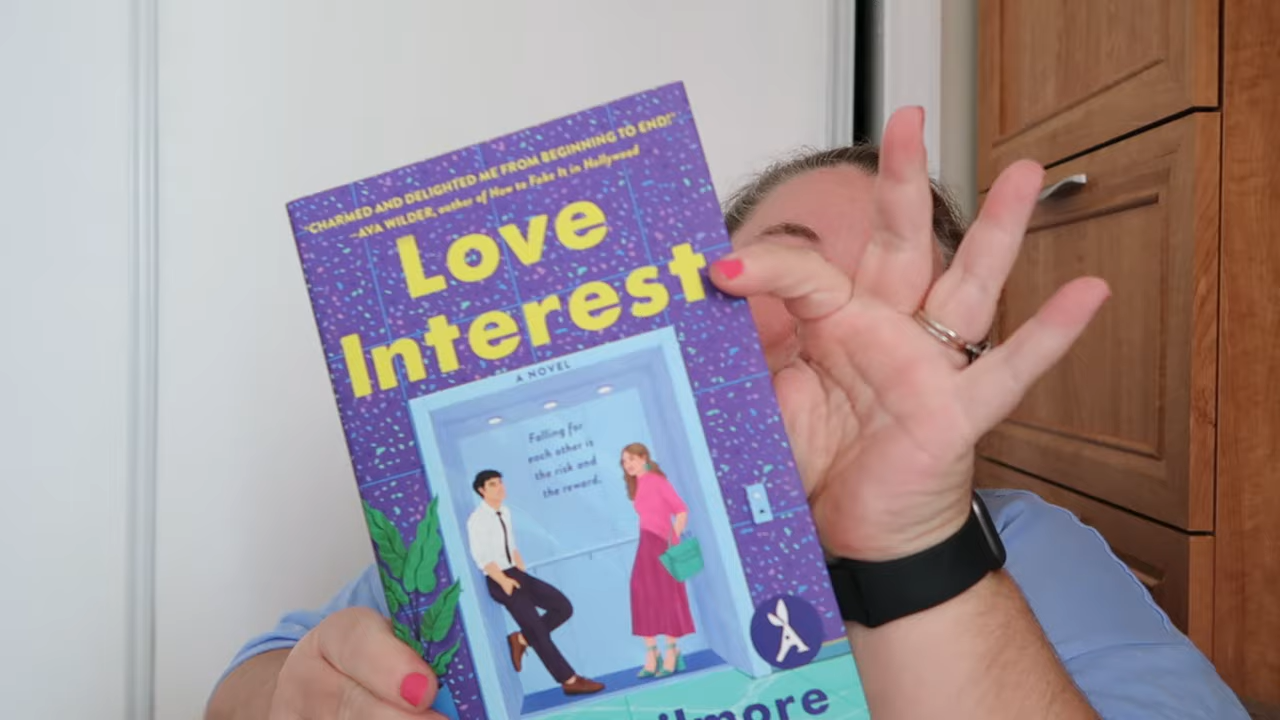 "CHARMED AND DELIGHTED ME FROM BEGINNING TO END!"
—AVA WILDER, author of How to Fake It in Hollywood
Love
Interest
A NOVEL
Falling for
each other is
the risk and
the reward.